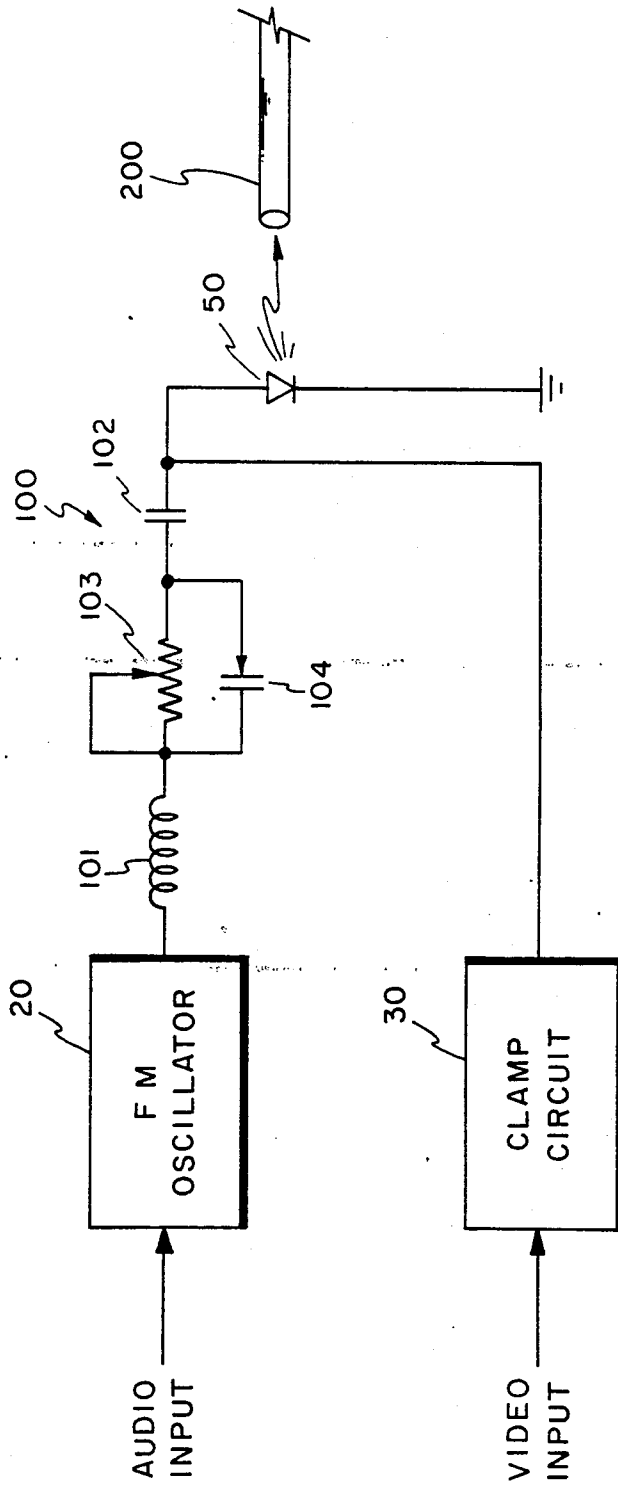 AUDIO
INPUT
20
F M
OSCILLATOR
101
103
104
100
102
50
200
VIDEO
INPUT
30
CLAMP
CIRCUIT